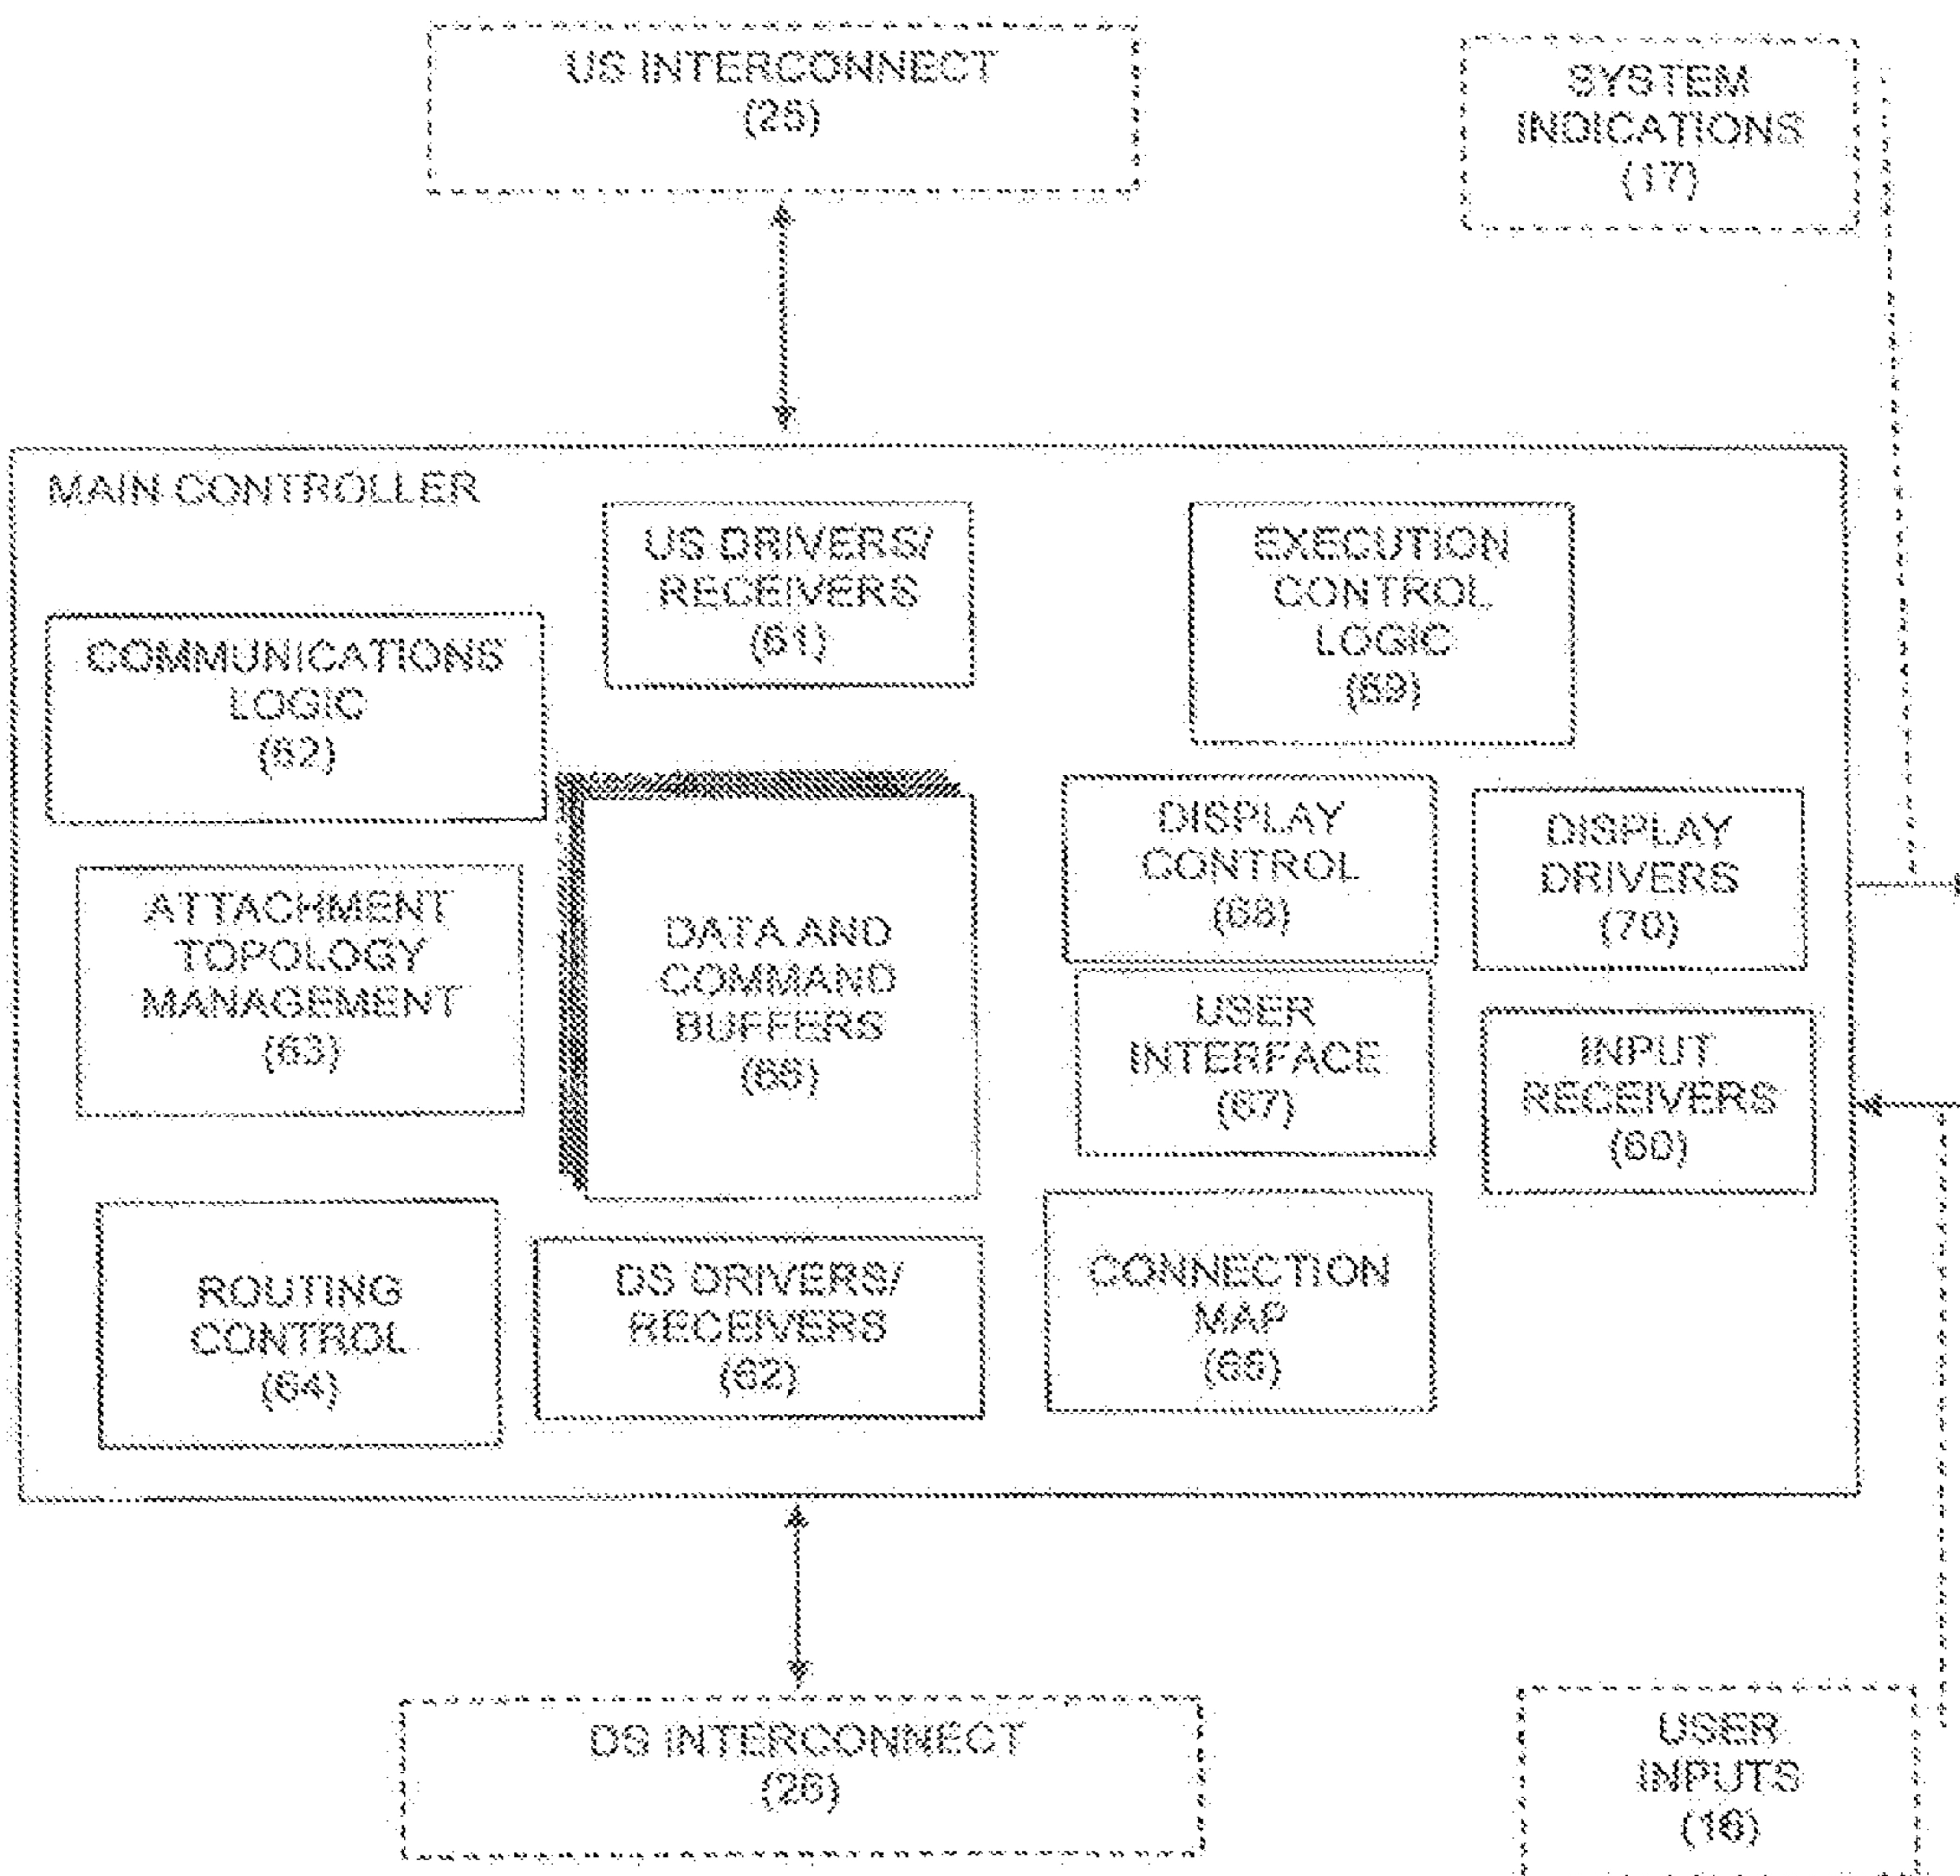 US INTERCONNECT
(25)
SYSTEM
INDICATIONS
(17)
MAIN CONTROLLER
US DRIVERS/
RECEIVERS
(61)
EXECUTION
CONTROL
LOGIC
(69)
COMMUNICATIONS
LOGIC
(62)
DISPLAY
CONTROL
(68)
DISPLAY
DRIVERS
(70)
ATTACHMENT
TOPOLOGY
MANAGEMENT
(63)
DATA AND
COMMAND
BUFFERS
USER
INTERFACE
(67)
INPUT
RECEIVERS
(60)
ROUTING
CONTROL
(64)
DS DRIVERS/
RECEIVERS
(62)
CONNECTION
MAP
DS INTERCONNECT
(26)
USER
INPUTS
(16)